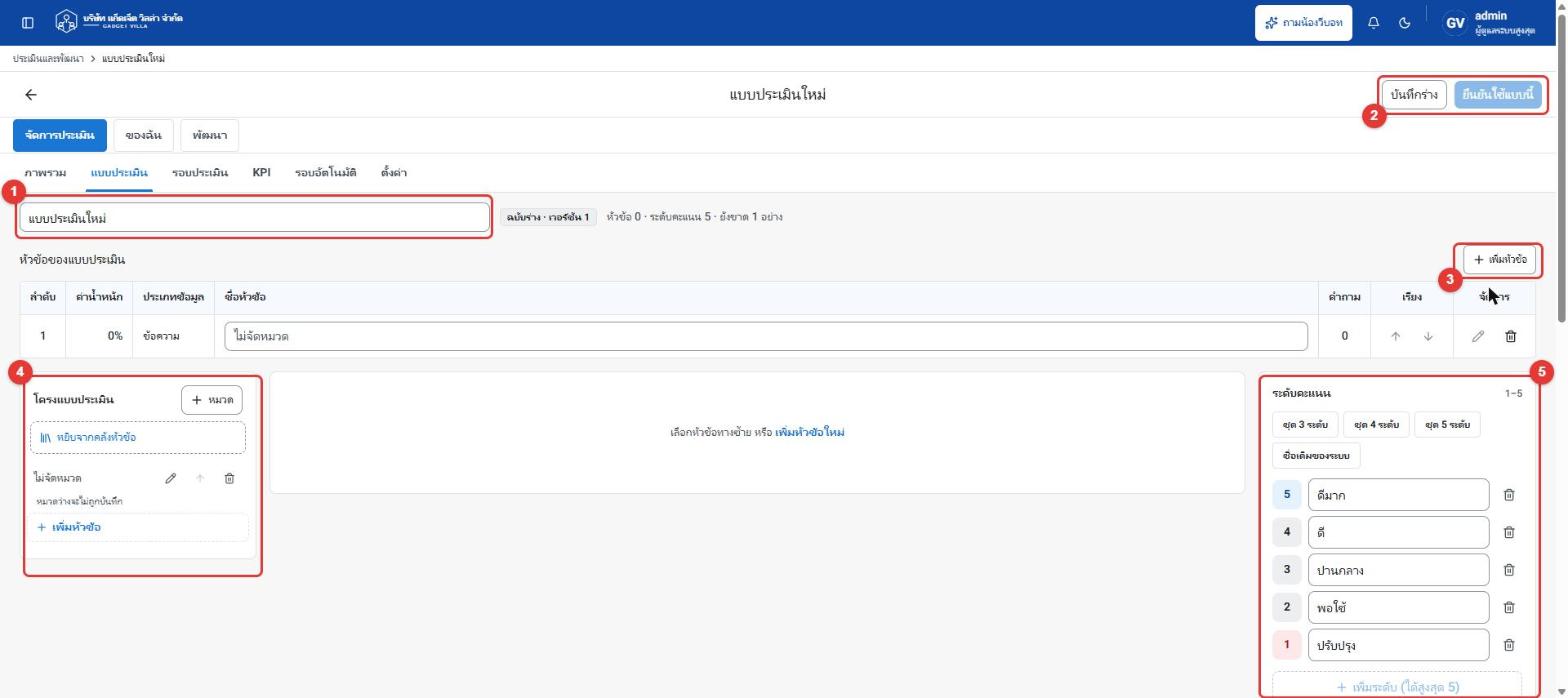 บริษัท แก็ดเจ็ต วิลล่า จำกัด
GADGET VILLA
ถามน้องวีบอท
GV
admin
ผู้ดูแลระบบสูงสุด
ประเมินและพัฒนา > แบบประเมินใหม่
แบบประเมินใหม่
บันทึกร่าง
ยืนยันใช้แบบนี้
2
จัดการประเมิน
ของฉัน
พัฒนา
ภาพรวม
แบบประเมิน
รอบประเมิน
KPI
รอบอัตโนมัติ
ตั้งค่า
1
แบบประเมินใหม่
ฉบับร่าง · เวอร์ชัน 1
หัวข้อ 0 · ระดับคะแนน 5 · ยังขาด 1 อย่าง
หัวข้อของแบบประเมิน
+ เพิ่มหัวข้อ
3
ลำดับ ค่าน้ำหนัก ประเภทข้อมูล ชื่อหัวข้อ คำถาม เรียง จัดการ
1 0% ข้อความ ไม่จัดหมวด 0
4
โครงแบบประเมิน
+ หมวด
หยิบจากคลังหัวข้อ
ไม่จัดหมวด
หมวดว่างจะไม่ถูกบันทึก
+ เพิ่มหัวข้อ
เลือกหัวข้อทางซ้าย หรือ เพิ่มหัวข้อใหม่
5
ระดับคะแนน
1–5
ชุด 3 ระดับ
ชุด 4 ระดับ
ชุด 5 ระดับ
ชื่อเดิมของระบบ
5 ดีมาก
4 ดี
3 ปานกลาง
2 พอใช้
1 ปรับปรุง
+ เพิ่มระดับ (ได้สูงสุด 5)